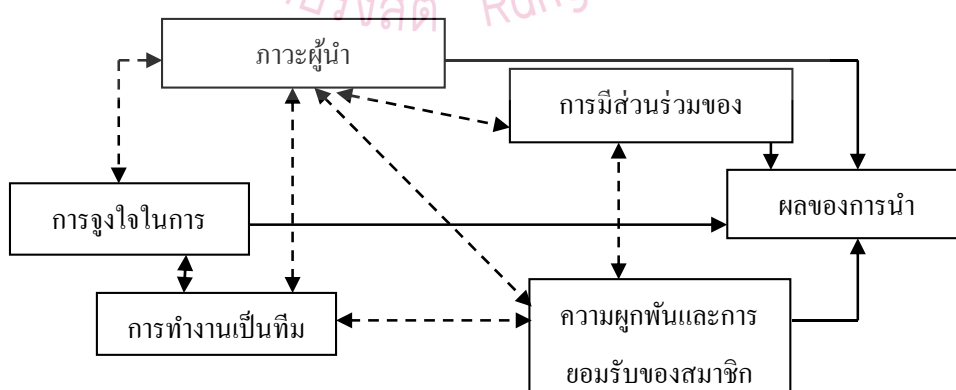 ภาวะผู้นำ
การมีส่วนร่วมของ
การจูงใจในการ
ผลของการนำ
การทำงานเป็นทีม
ความผูกพันและการ
ยอมรับของสมาชิก